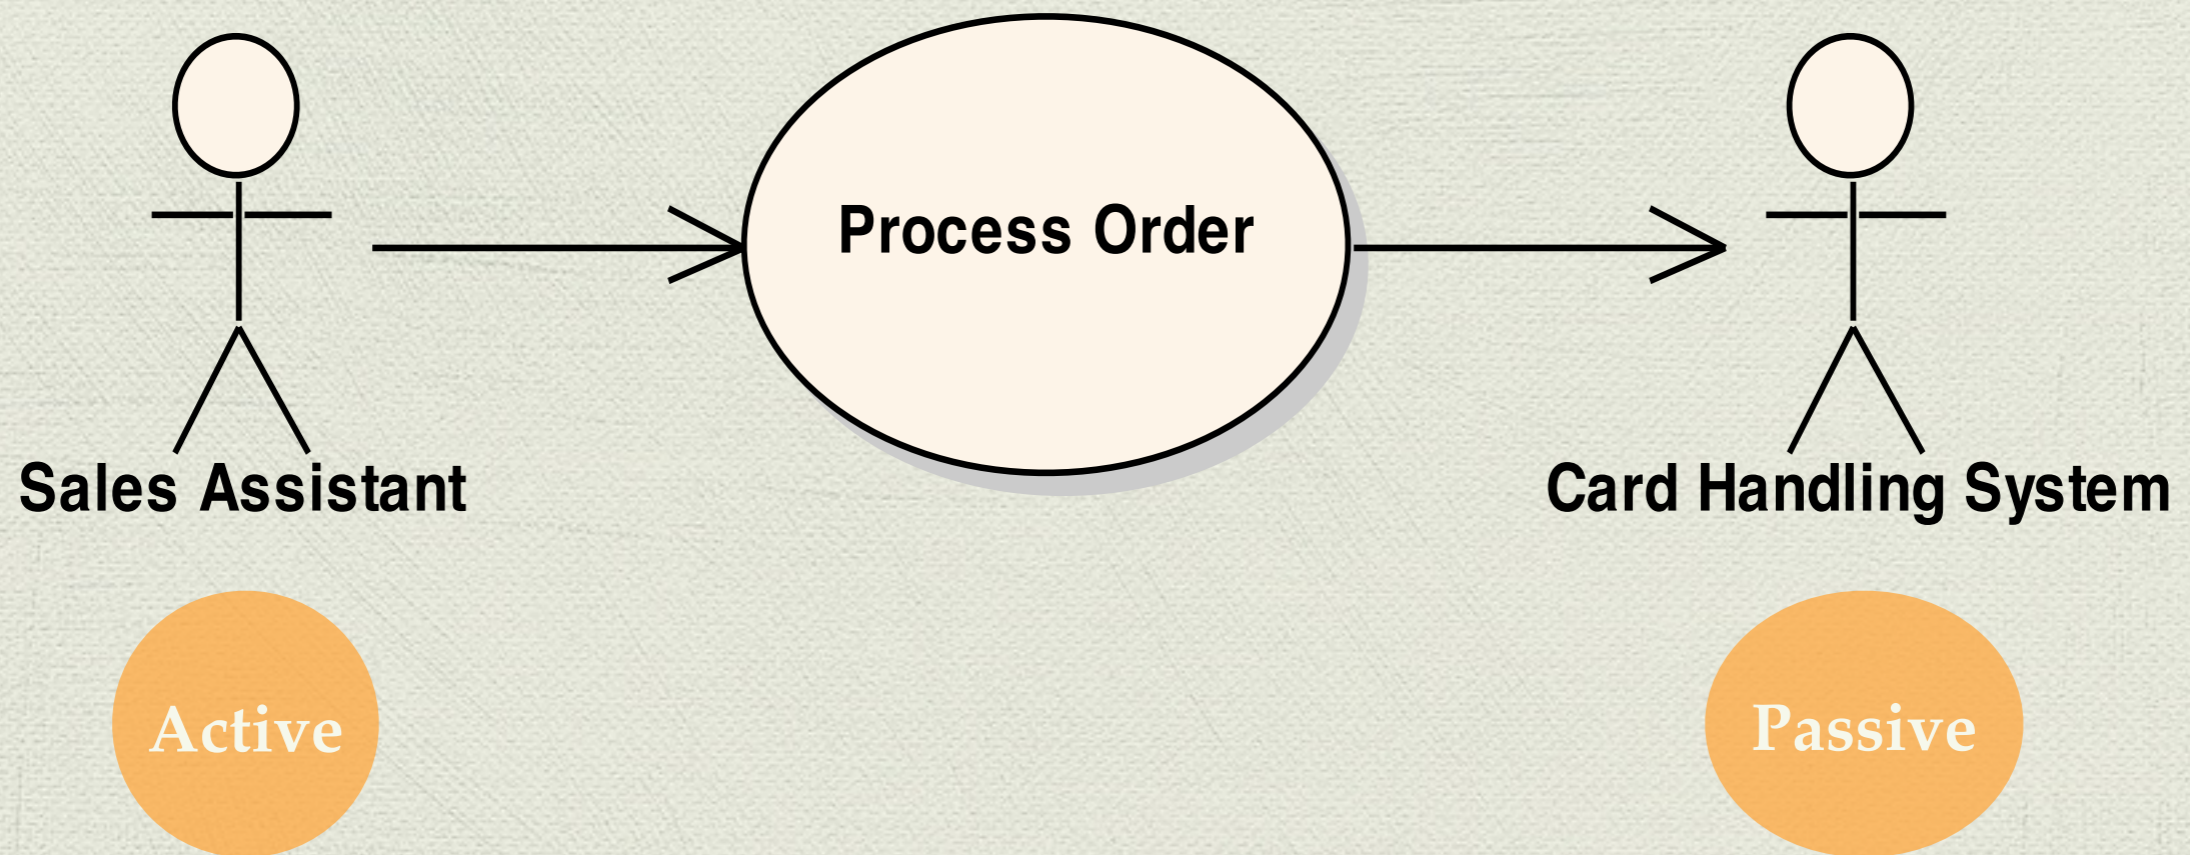 Process Order
Sales Assistant
Card Handling System
Active
Passive